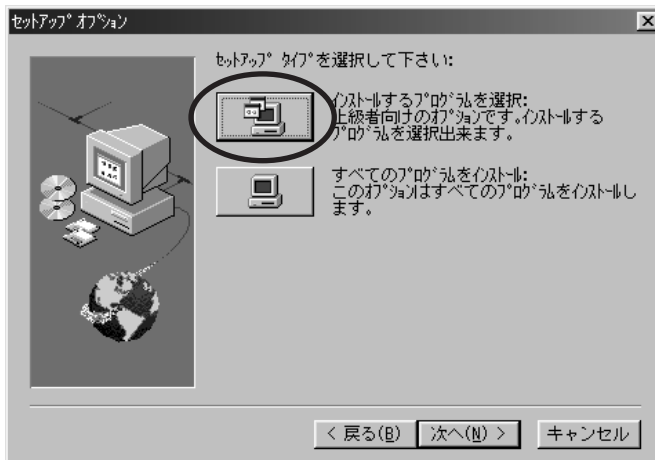 セットアップ オプション
セットアップ タイプを選択して下さい:
インストールするプログラムを選択:
上級者向けのオプションです。インストールする
プログラムを選択出来ます。
すべてのプログラムをインストール:
このオプションはすべてのプログラムをインストールし
ます。
< 戻る(B) 次へ(N) > キャンセル